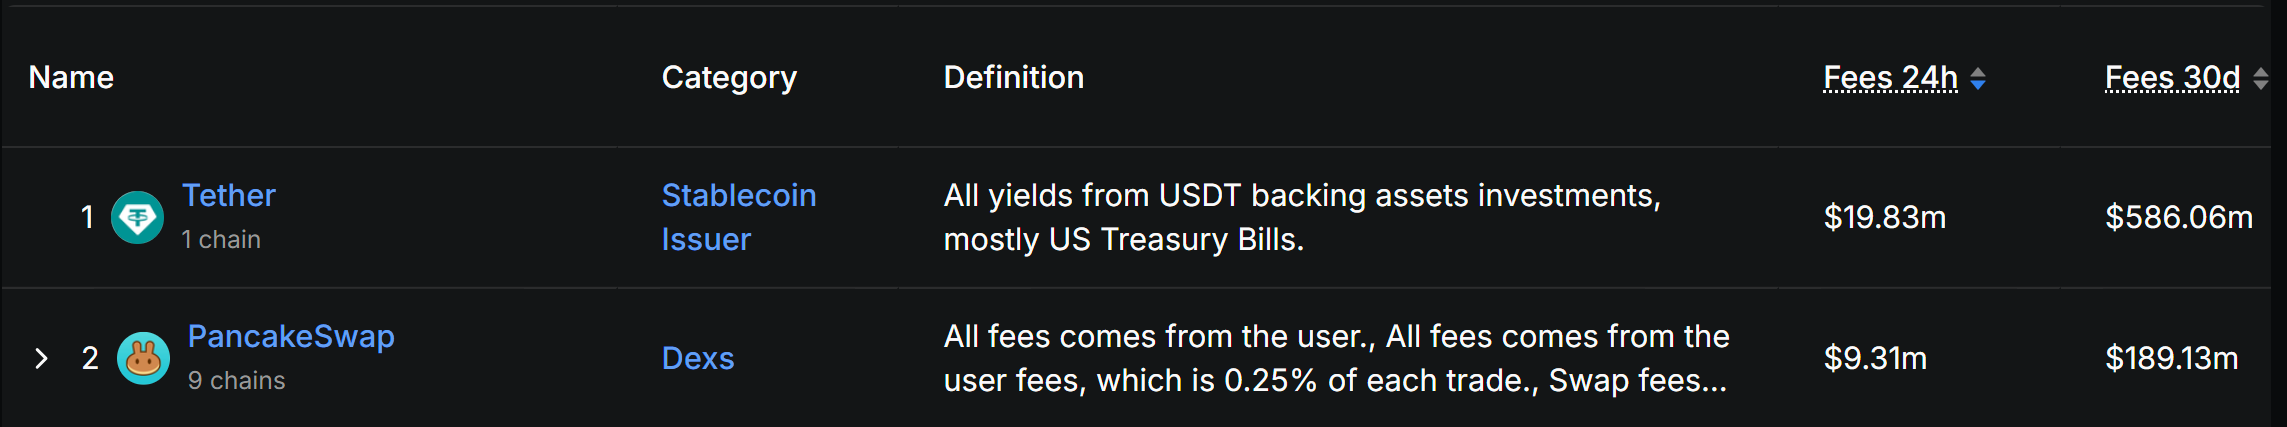 Name Category Definition Fees 24h Fees 30d
1 Tether 1 chain Stablecoin Issuer All yields from USDT backing assets investments, mostly US Treasury Bills. $19.83m $586.06m
2 PancakeSwap 9 chains Dexs All fees comes from the user., All fees comes from the user fees, which is 0.25% of each trade., Swap fees... $9.31m $189.13m